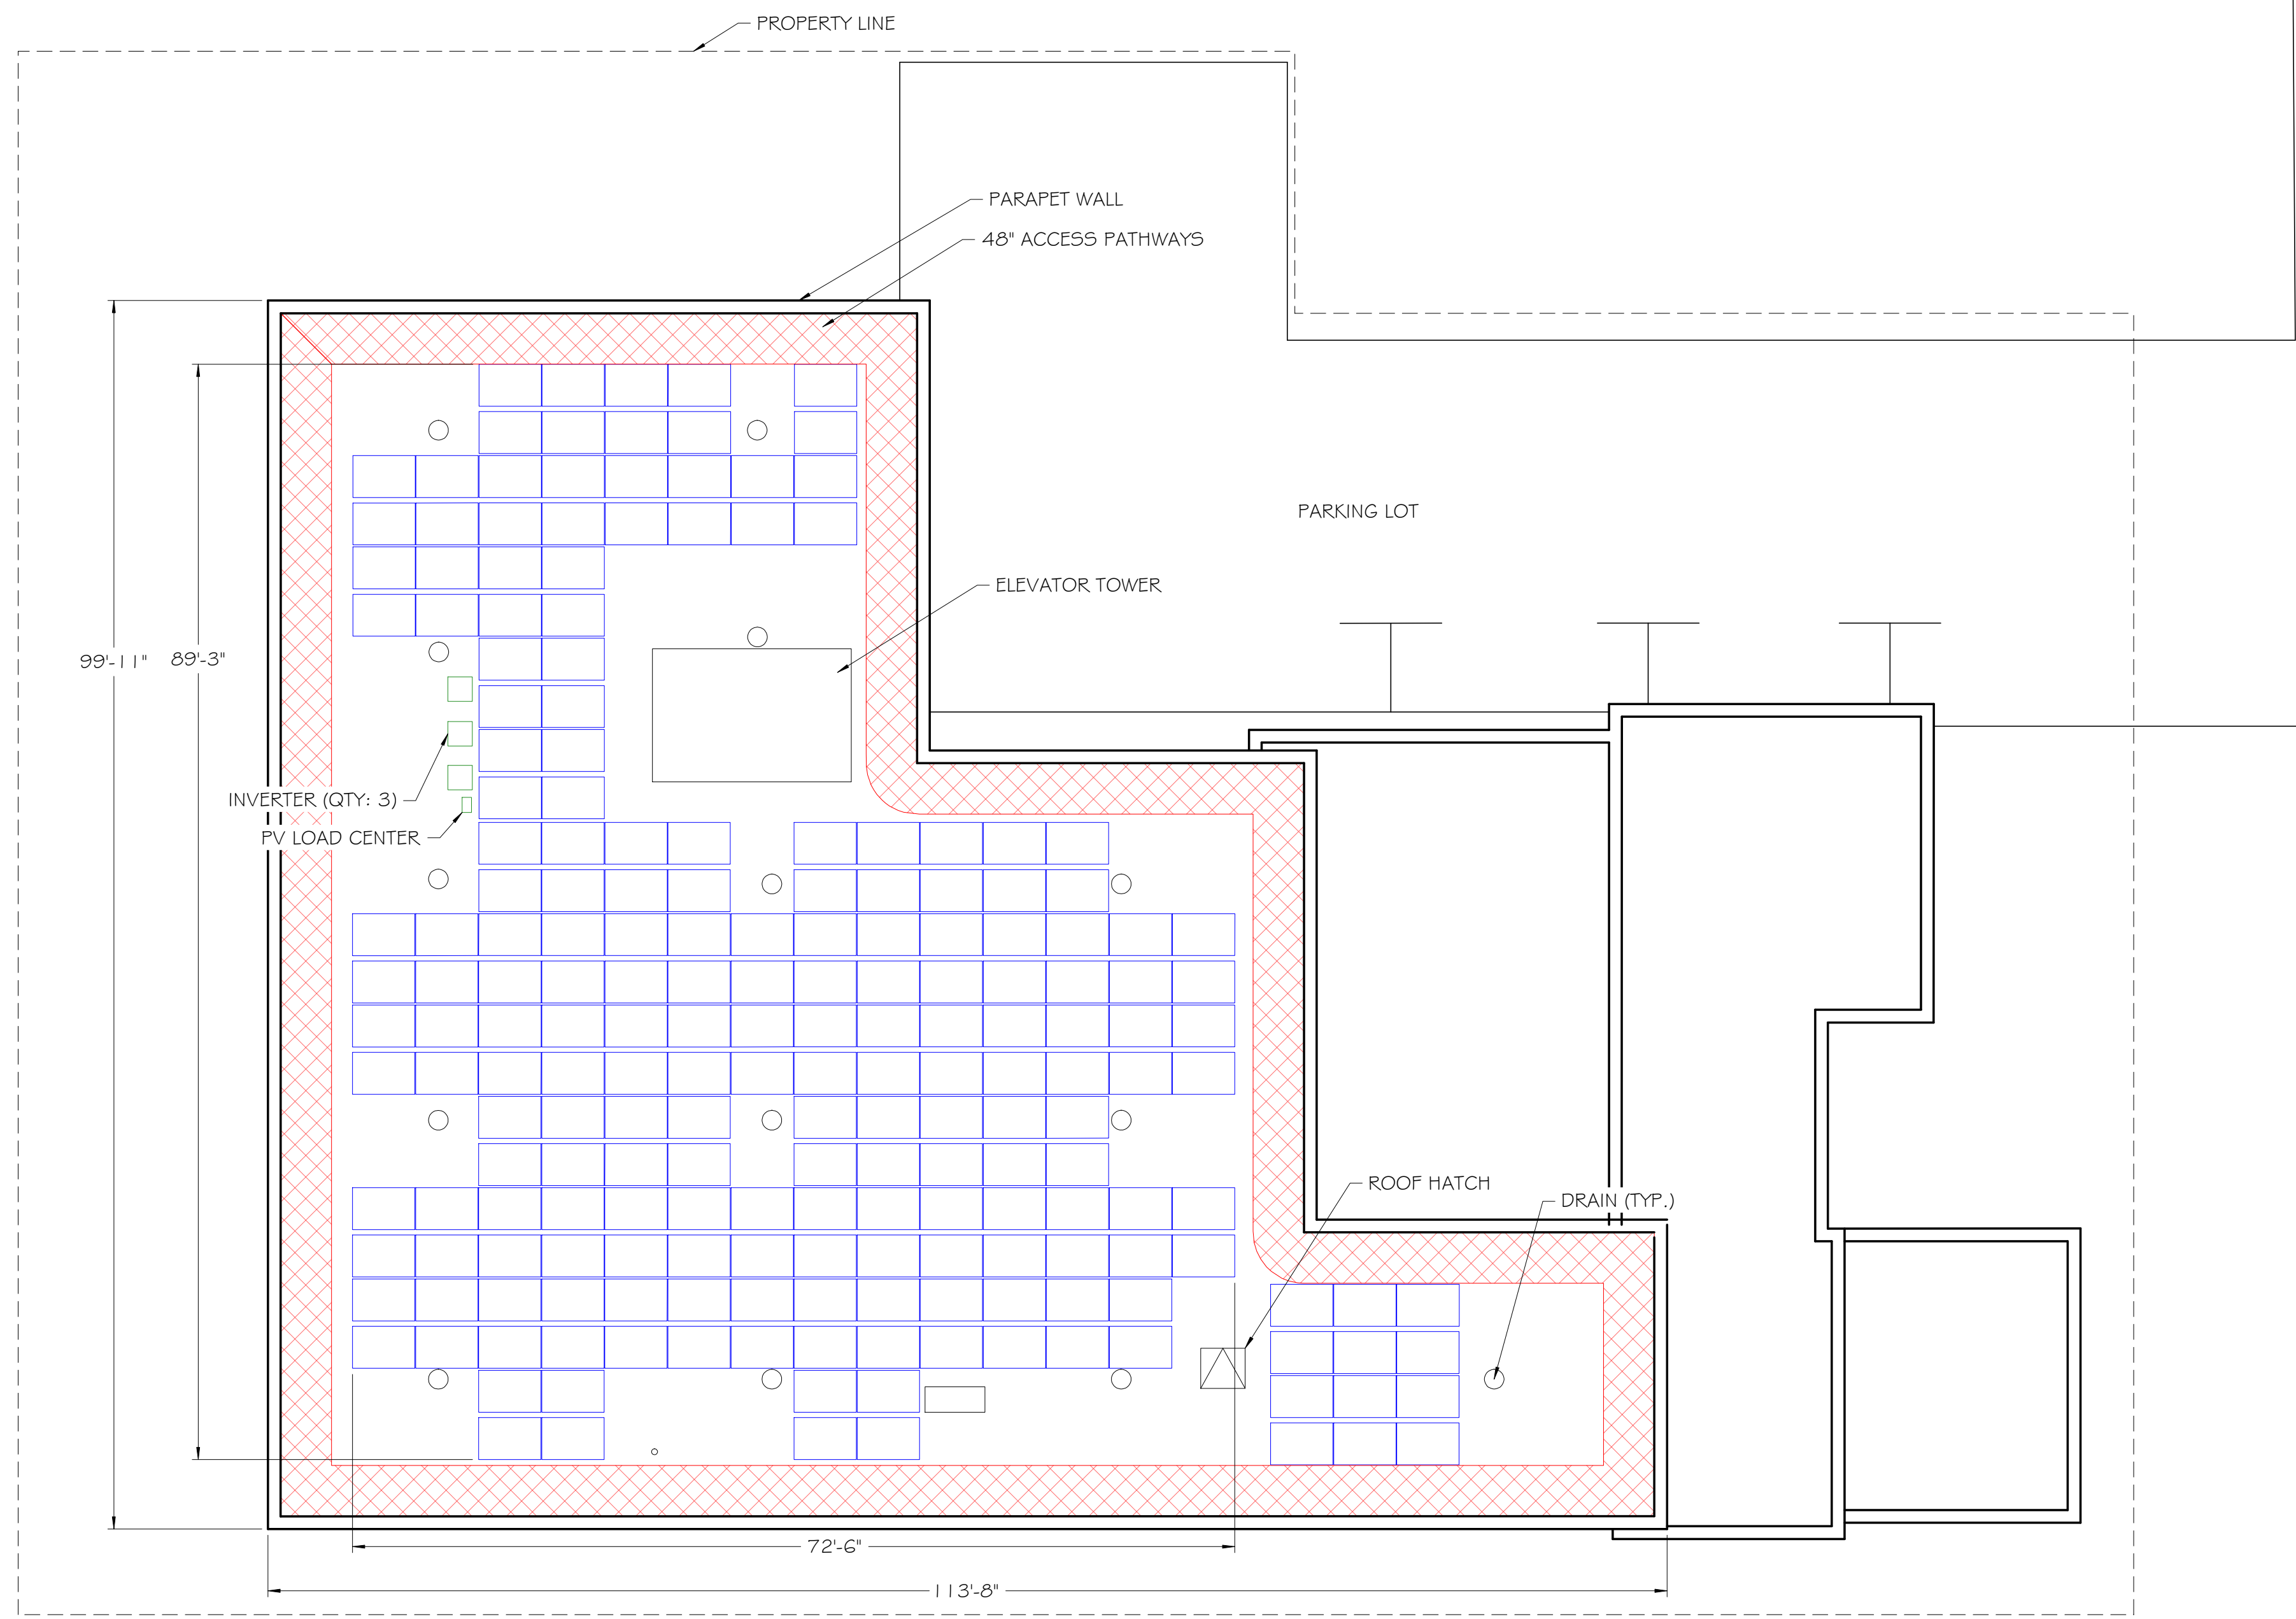 PROPERTY LINE
PARAPET WALL
48" ACCESS PATHWAYS
PARKING LOT
ELEVATOR TOWER
99'-11"
89'-3"
INVERTER (QTY: 3)
PV LOAD CENTER
ROOF HATCH
DRAIN (TYP.)
72'-6"
113'-8"